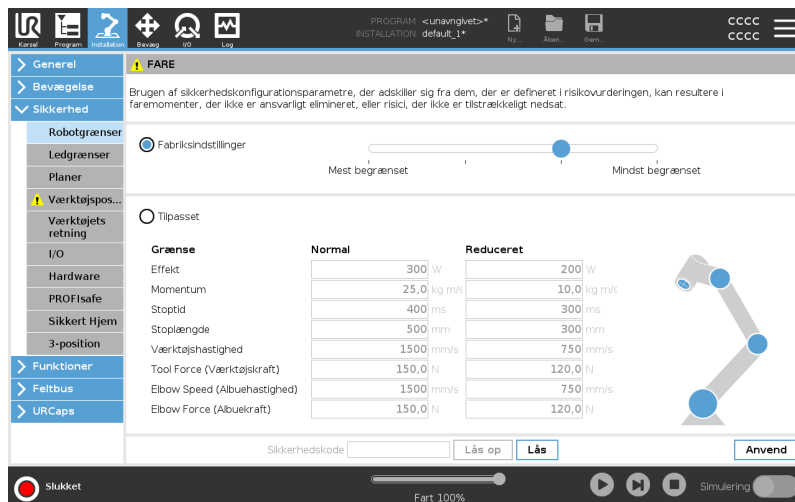 PROGRAM <unavngivet>*
INSTALLATION default_1*
Kørsel Program Installation Bevæg I/O Log Ny... Åben... Gem...
cccc
cccc
Generel
Bevægelse
Sikkerhed
Robotgrænser
Ledgrænser
Planer
Værktøjspos...
Værktøjets
retning
I/O
Hardware
PROFIsafe
Sikkert Hjem
3-position
Funktioner
Feltbus
URCaps
FARE
Brugen af sikkerhedskonfigurationsparametre, der adskiller sig fra dem, der er defineret i risikovurderingen, kan resultere i
faremomenter, der ikke er ansvarligt elimineret, eller risici, der ikke er tilstrækkeligt nedsat.
Fabriksindstillinger
Mest begrænset Mindst begrænset
Tilpasset
Grænse Normal Reduceret
Effekt 300 W 200 W
Momentum 25,0 kg m/s 10,0 kg m/s
Stoptid 400 ms 300 ms
Stoplængde 500 mm 300 mm
Værktøjshastighed 1500 mm/s 750 mm/s
Tool Force (Værktøjskraft) 150,0 N 120,0 N
Elbow Speed (Albuehastighed) 1500 mm/s 750 mm/s
Elbow Force (Albuekraft) 150,0 N 120,0 N
Sikkerhedskode Lås op Lås Anvend
Slukket Fart 100% Simulering